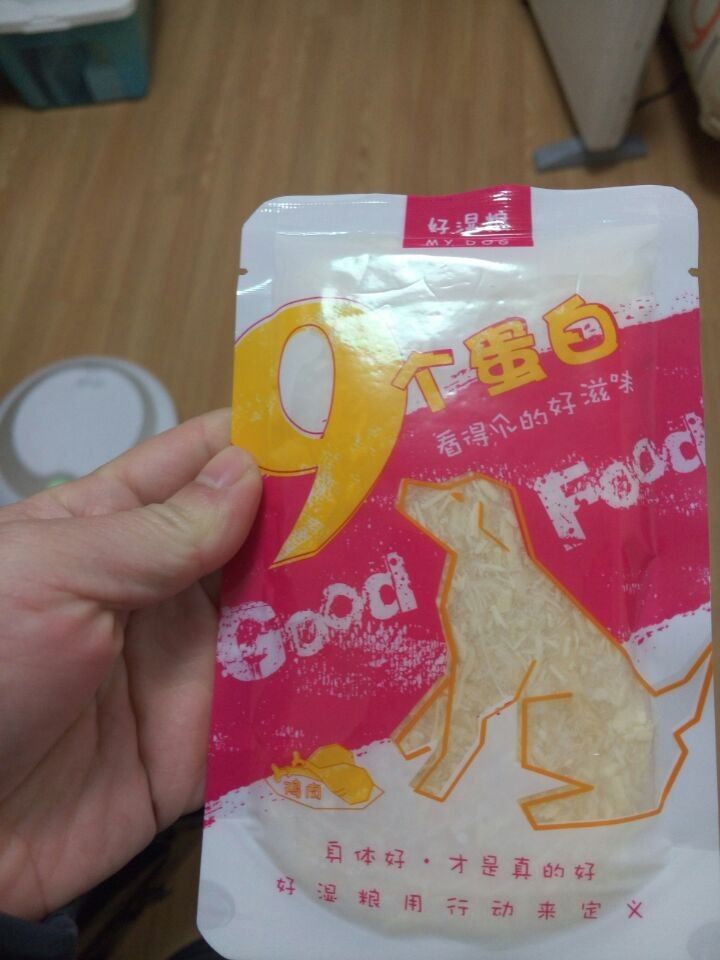 好湿粮
MY DOG
9个蛋白
看得见的好滋味
Good Food
鸡肉
身体好·才是真的好
好湿粮用行动来定义